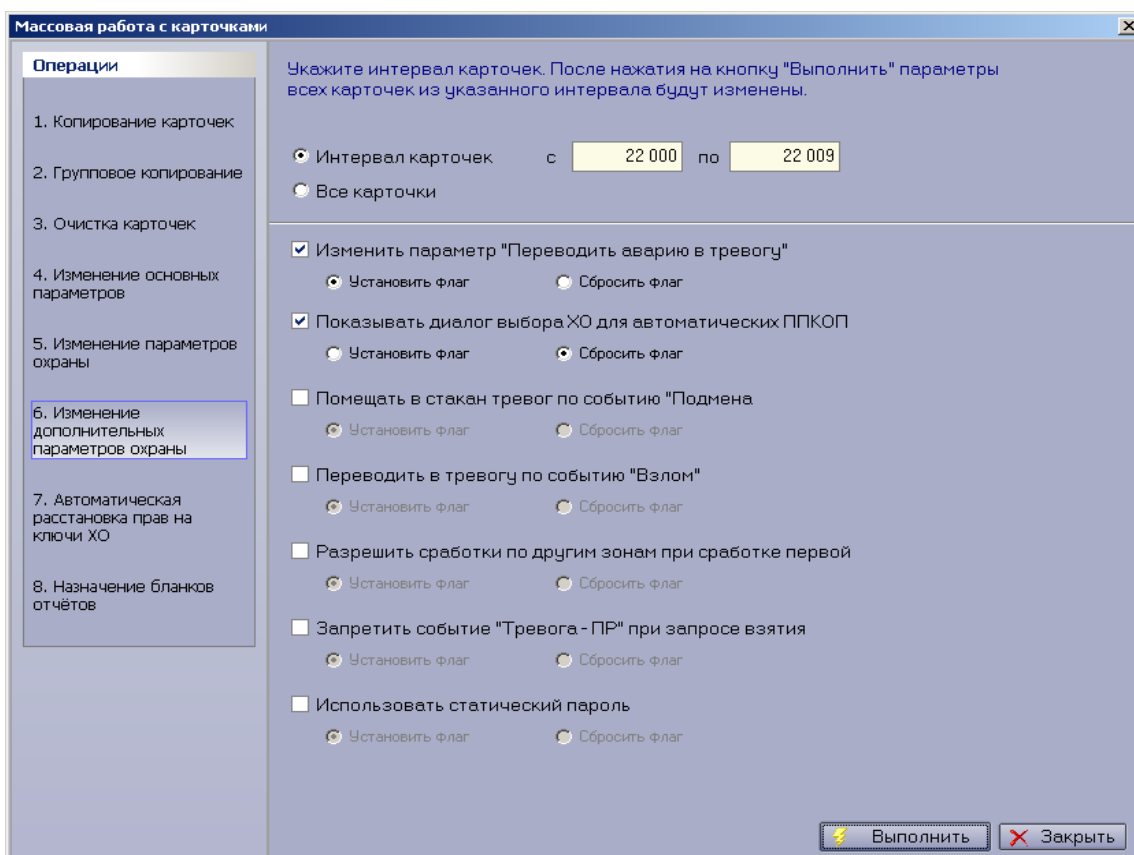 Массовая работа с карточками
Операции
1. Копирование карточек
2. Групповое копирование
3. Очистка карточек
4. Изменение основных
параметров
5. Изменение параметров
охраны
6. Изменение
дополнительных
параметров охраны
7. Автоматическая
расстановка прав на
ключи ХО
8. Назначение бланков
отчётов
Укажите интервал карточек. После нажатия на кнопку "Выполнить" параметры
всех карточек из указанного интервала будут изменены.
Интервал карточек с 22 000 по 22 009
Все карточки
Изменить параметр "Переводить аварию в тревогу"
Установить флаг Сбросить флаг
Показывать диалог выбора ХО для автоматических ППКОП
Установить флаг Сбросить флаг
Помещать в стакан тревог по событию "Подмена
Установить флаг Сбросить флаг
Переводить в тревогу по событию "Взлом"
Установить флаг Сбросить флаг
Разрешить сработки по другим зонам при сработке первой
Установить флаг Сбросить флаг
Запретить событие "Тревога - ПР" при запросе взятия
Установить флаг Сбросить флаг
Использовать статический пароль
Установить флаг Сбросить флаг
Выполнить Закрыть